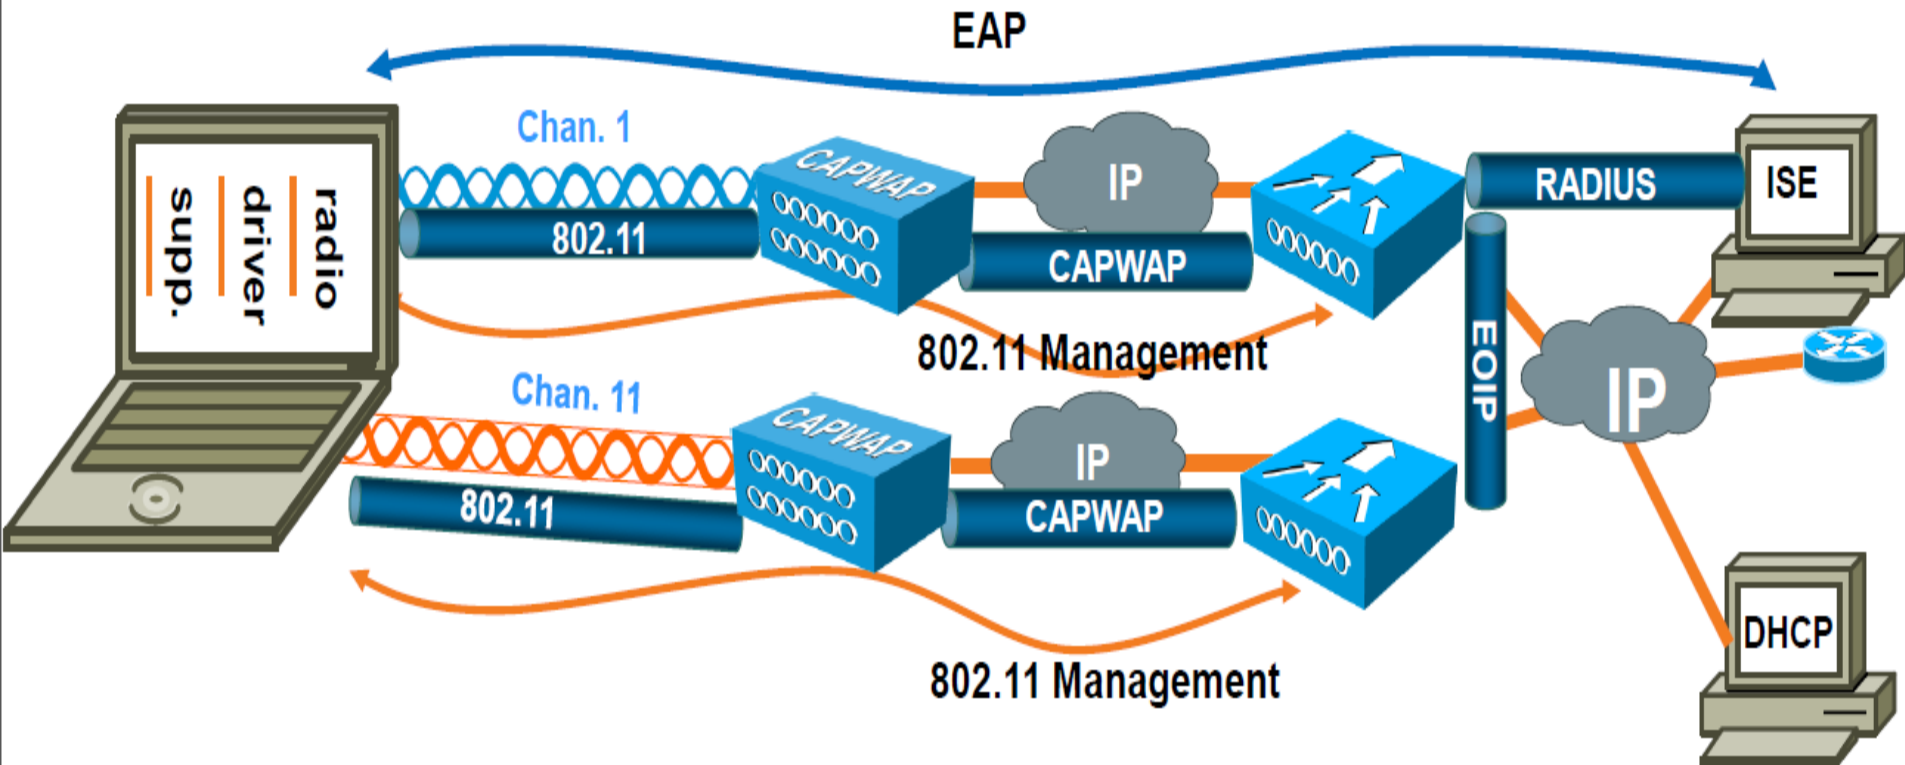 EAP
Chan. 1
CAPWAP
IP
RADIUS
ISE
radio
driver
supp.
802.11
CAPWAP
802.11 Management
EOIP
IP
Chan. 11
CAPWAP
IP
802.11
CAPWAP
DHCP
802.11 Management